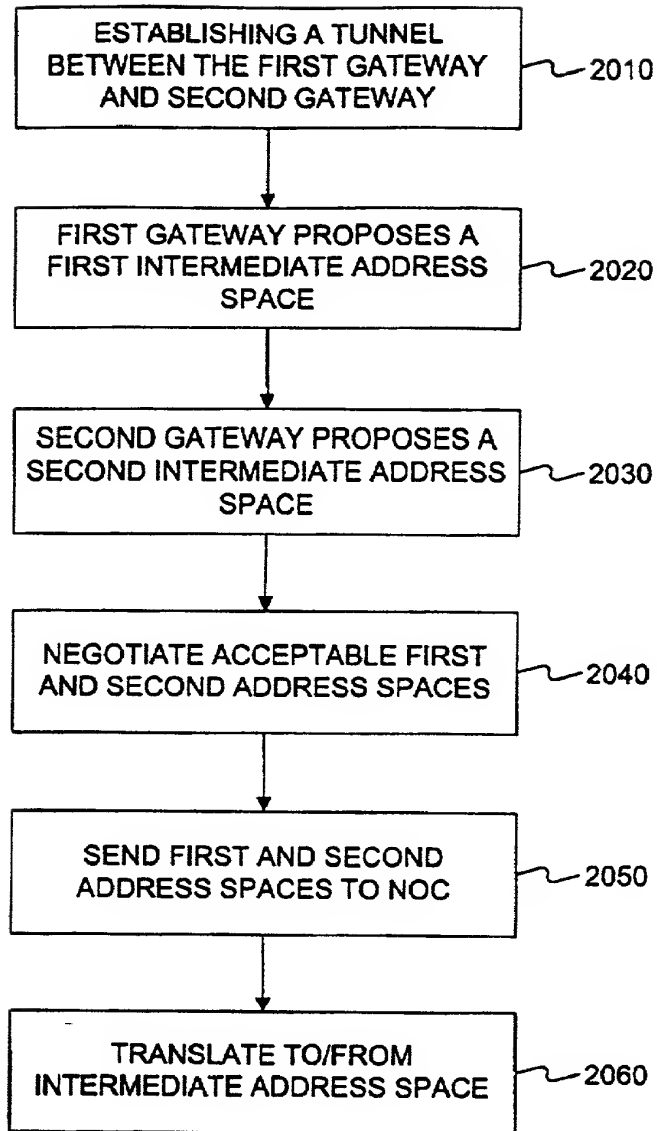 ESTABLISHING A TUNNEL
BETWEEN THE FIRST GATEWAY
AND SECOND GATEWAY
2010
FIRST GATEWAY PROPOSES A
FIRST INTERMEDIATE ADDRESS
SPACE
2020
SECOND GATEWAY PROPOSES A
SECOND INTERMEDIATE ADDRESS
SPACE
2030
NEGOTIATE ACCEPTABLE FIRST
AND SECOND ADDRESS SPACES
2040
SEND FIRST AND SECOND
ADDRESS SPACES TO NOC
2050
TRANSLATE TO/FROM
INTERMEDIATE ADDRESS SPACE
2060